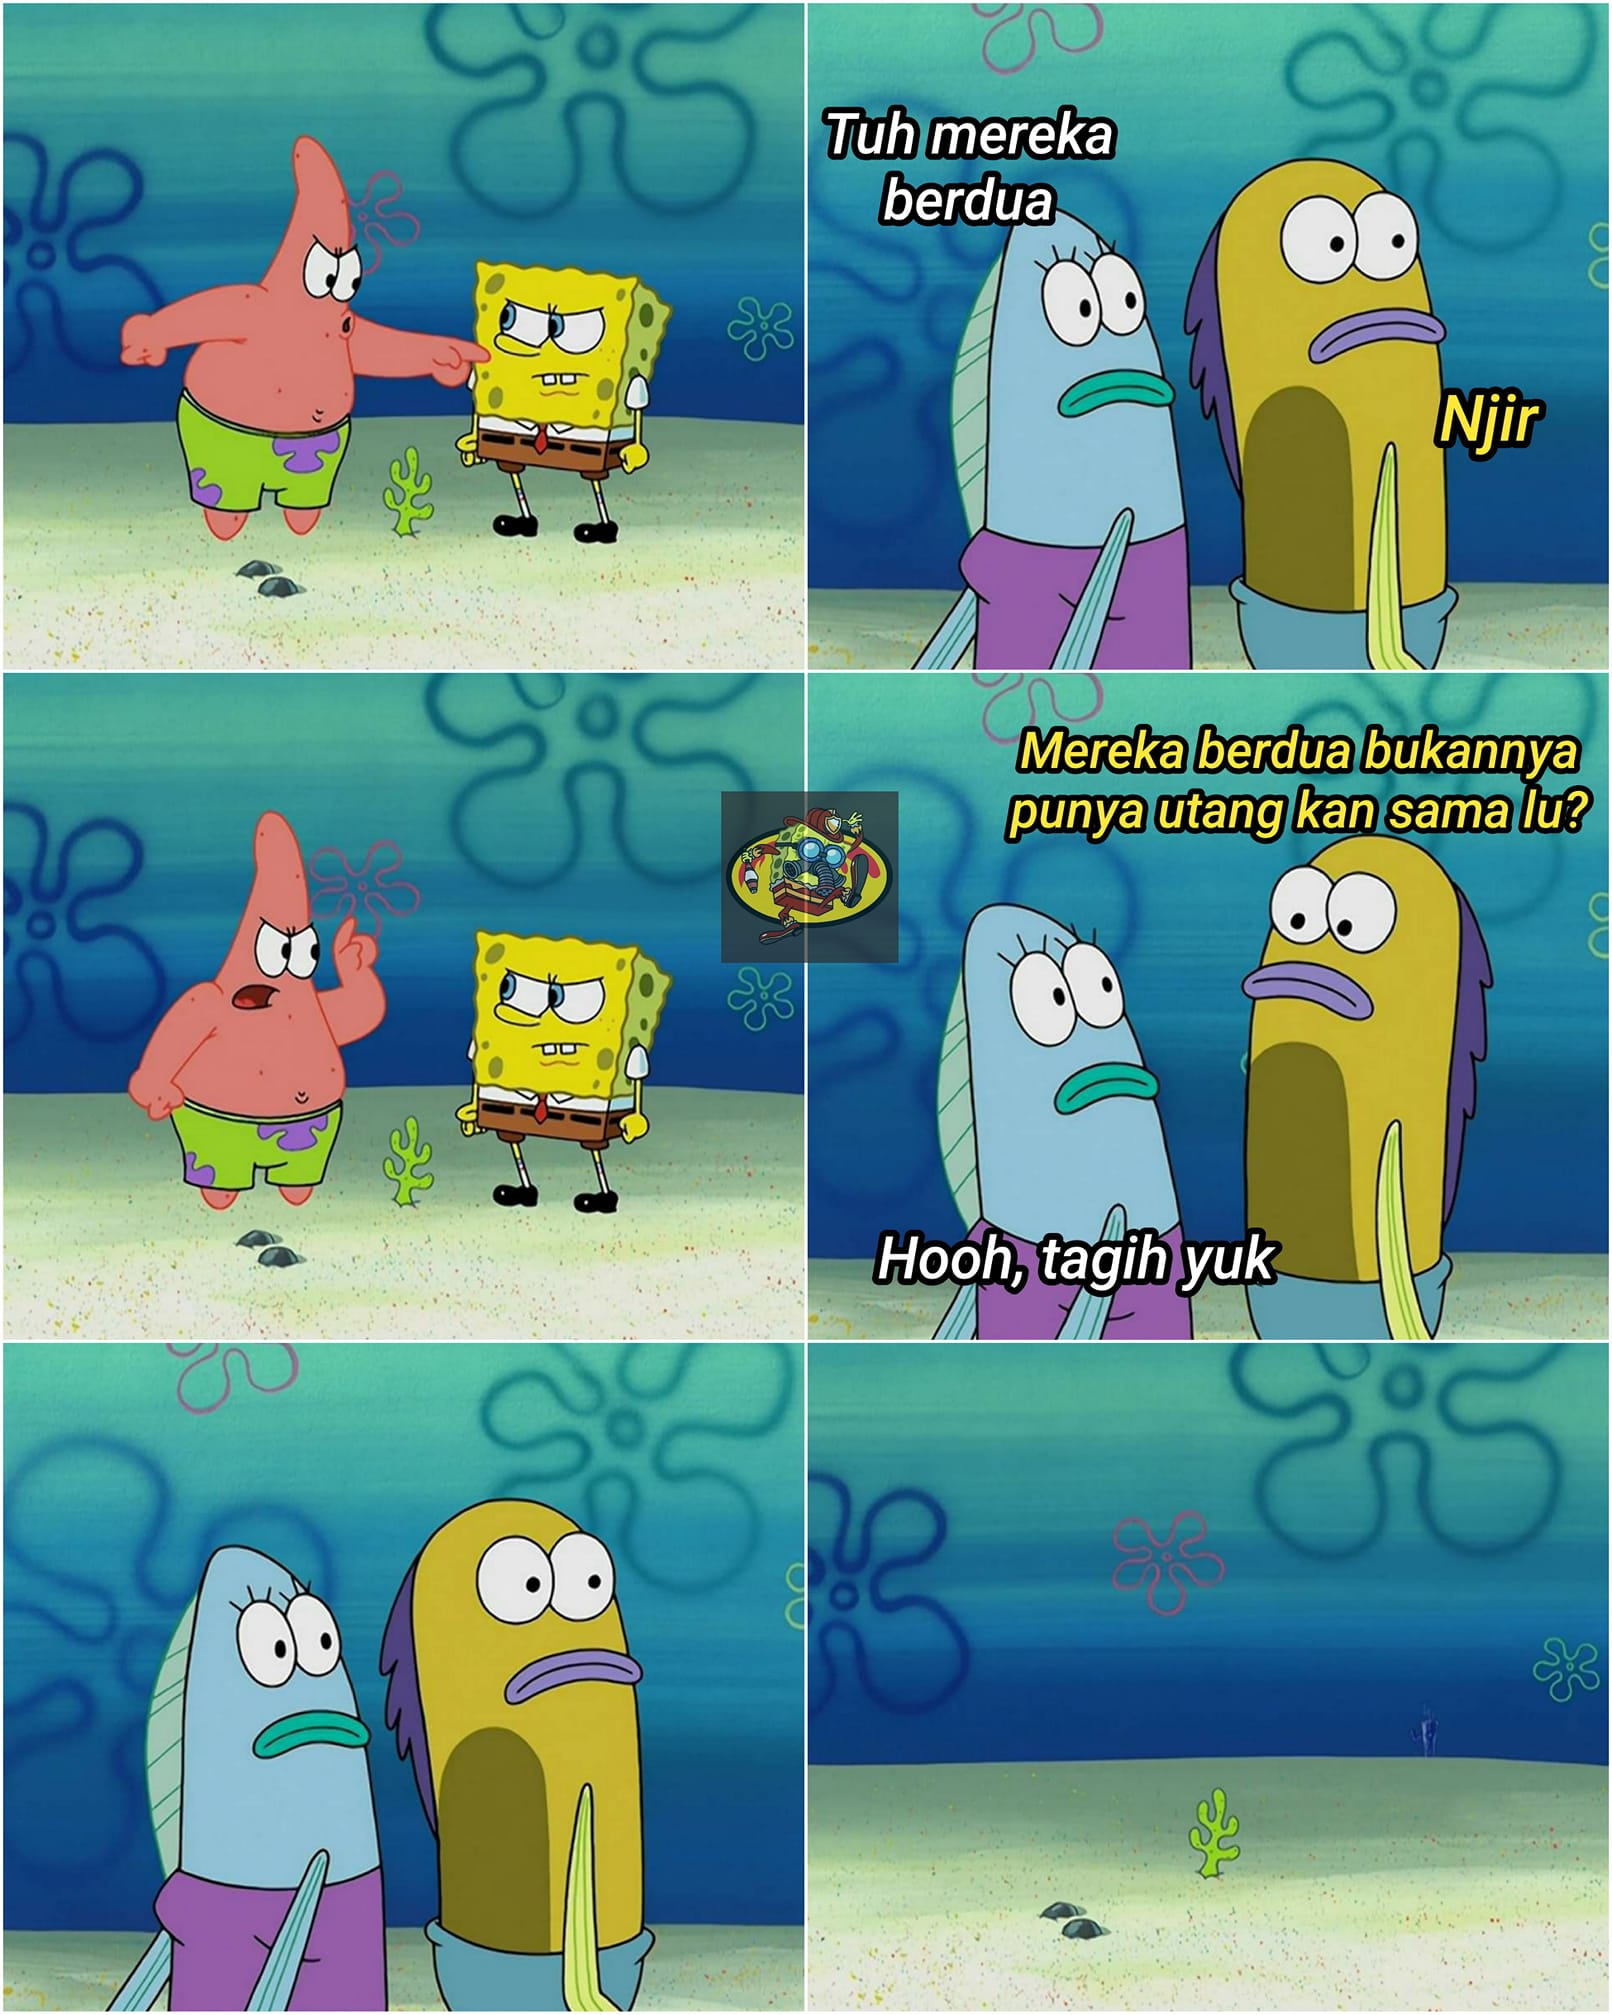 Tuh mereka
berdua
Njir
Mereka berdua bukannya
punya utang kan sama lu?
Hooh, tagih yuk